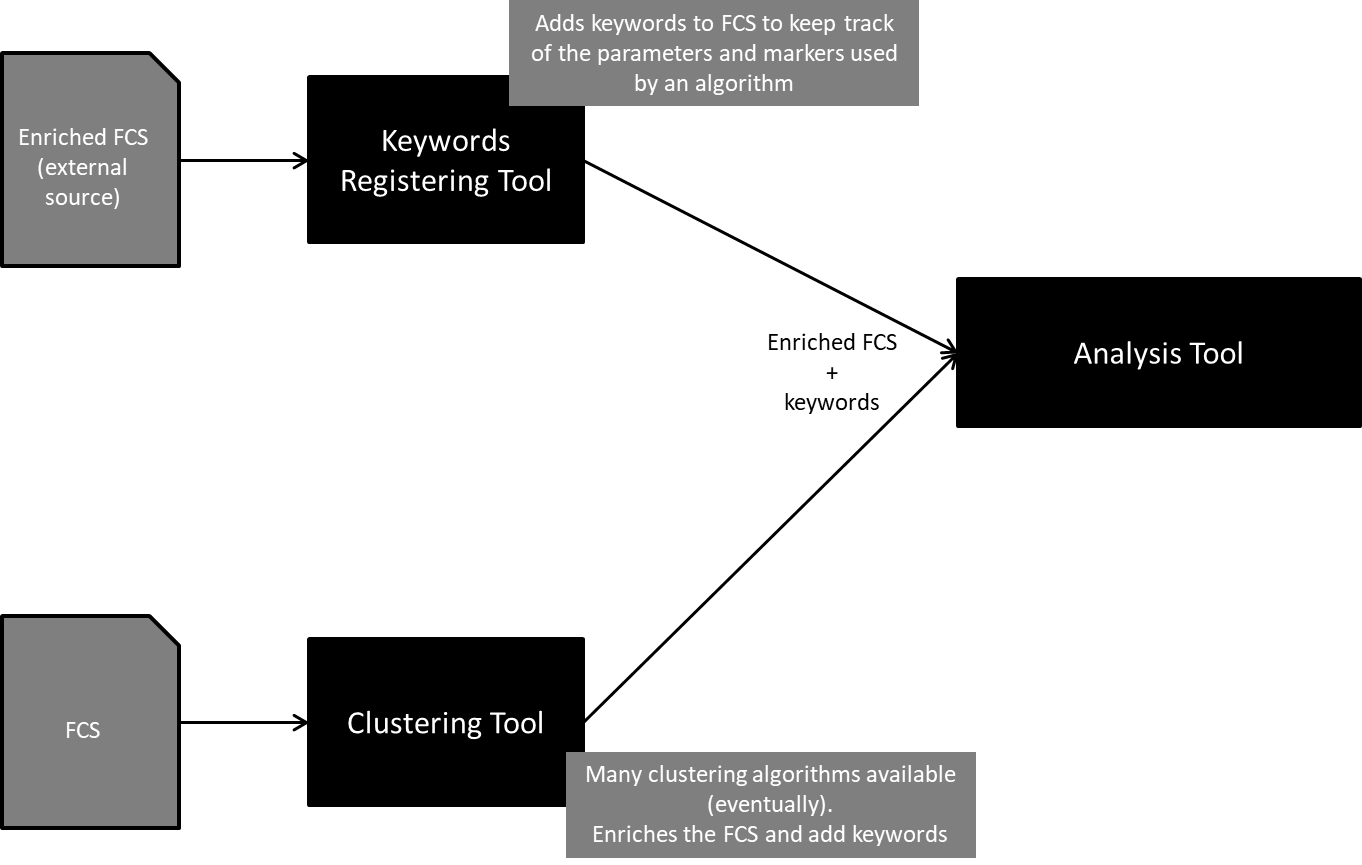 Adds keywords to FCS to keep track
of the parameters and markers used
by an algorithm
Enriched FCS
(external
source)
Keywords
Registering Tool
Enriched FCS
+
keywords
Analysis Tool
FCS
Clustering Tool
Many clustering algorithms available
(eventually).
Enriches the FCS and add keywords